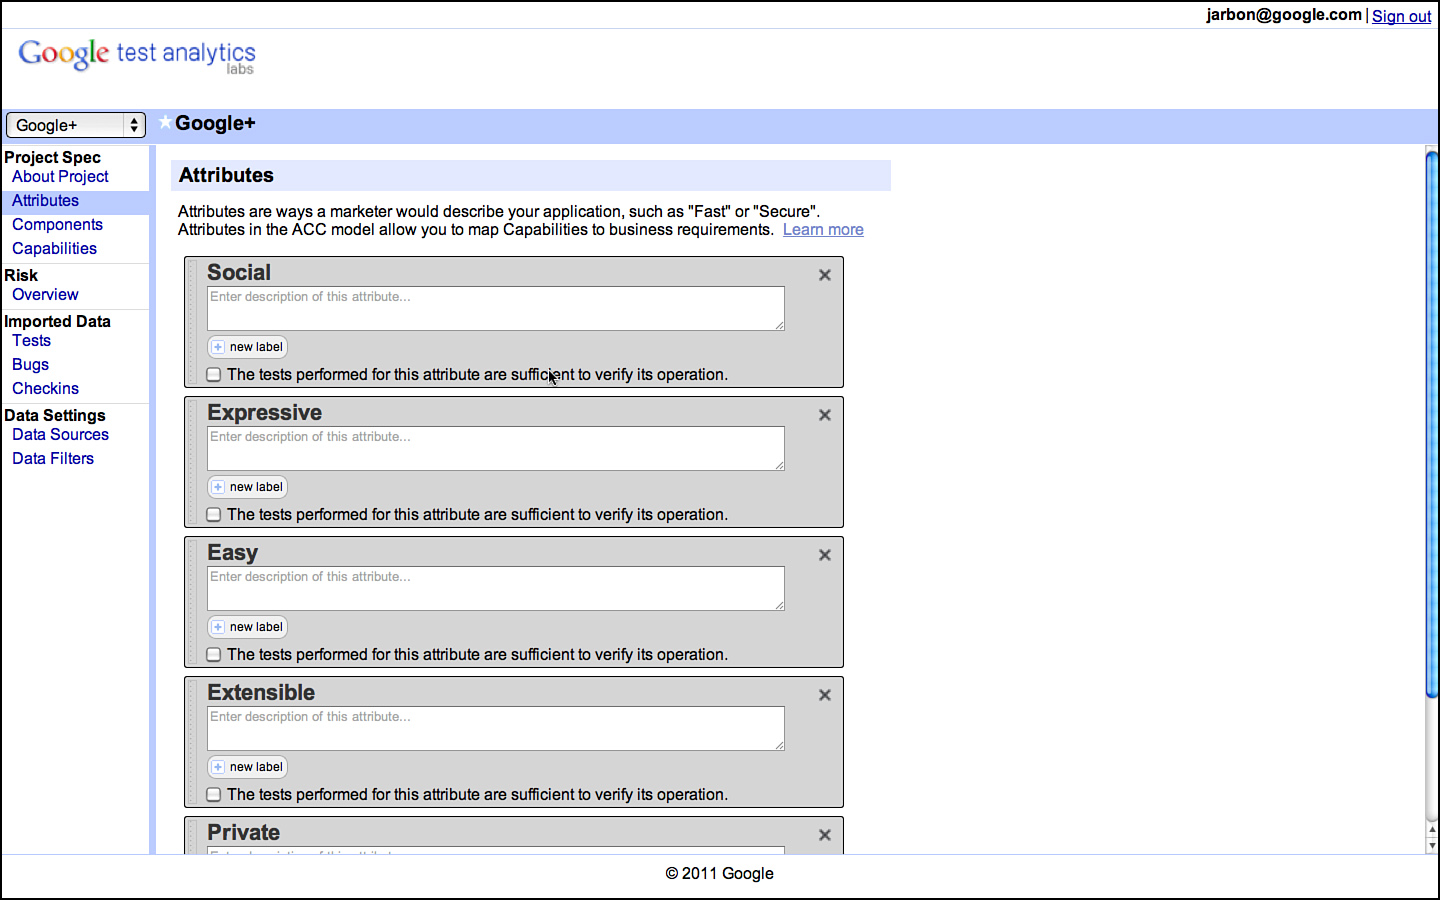 jarbon@google.com | Sign out
Google test analytics
labs
Google+
Google+
Project Spec
About Project
Attributes
Components
Capabilities
Risk
Overview
Imported Data
Tests
Bugs
Checkins
Data Settings
Data Sources
Data Filters
Attributes
Attributes are ways a marketer would describe your application, such as "Fast" or "Secure".
Attributes in the ACC model allow you to map Capabilities to business requirements. Learn more
Social
Enter description of this attribute...
new label
The tests performed for this attribute are sufficient to verify its operation.
Expressive
Enter description of this attribute...
new label
The tests performed for this attribute are sufficient to verify its operation.
Easy
Enter description of this attribute...
new label
The tests performed for this attribute are sufficient to verify its operation.
Extensible
Enter description of this attribute...
new label
The tests performed for this attribute are sufficient to verify its operation.
Private
© 2011 Google